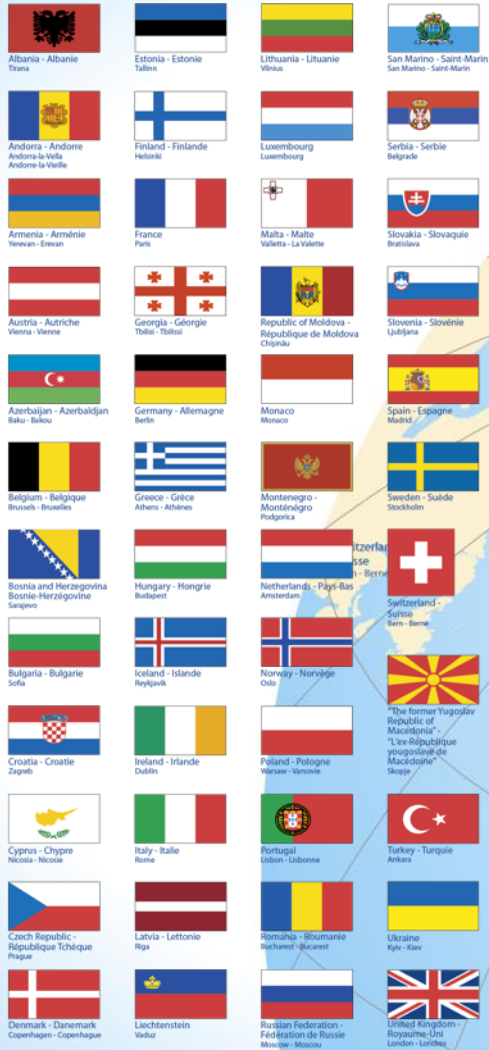 Albania - Albanie
Tirana
Andorra - Andorre
Andorra-la-Vella
Andorre-la-Vieille
Armenia - Arménie
Yerevan - Erevan
Austria - Autriche
Vienna - Vienne
Azerbaijan - Azerbaïdjan
Baku - Bakou
Belgium - Belgique
Brussels - Bruxelles
Bosnia and Herzegovina
Bosnie-Herzégovine
Sarajevo
Bulgaria - Bulgarie
Sofia
Croatia - Croatie
Zagreb
Cyprus - Chypre
Nicosia - Nicosie
Czech Republic -
République Tchèque
Prague
Denmark - Danemark
Copenhagen - Copenhague
Estonia - Estonie
Tallinn
Finland - Finlande
Helsinki
France
Paris
Georgia - Géorgie
Tbilisi - Tbilissi
Germany - Allemagne
Berlin
Greece - Grèce
Athens - Athènes
Hungary - Hongrie
Budapest
Iceland - Islande
Reykjavik
Ireland - Irlande
Dublin
Italy - Italie
Rome
Latvia - Lettonie
Riga
Liechtenstein
Vaduz
Lithuania - Lituanie
Vilnius
Luxembourg
Luxembourg
Malta - Malte
Valletta - La Valette
Republic of Moldova -
République de Moldova
Chişinău
Monaco
Monaco
Montenegro -
Monténégro
Podgorica
Netherlands - Pays-Bas
Amsterdam
Norway - Norvège
Oslo
Poland - Pologne
Warsaw - Varsovie
Portugal
Lisbon - Lisbonne
Romania - Roumanie
Bucharest - Bucarest
Russian Federation -
Fédération de Russie
Moscow - Moscou
San Marino - Saint-Marin
San Marino - Saint-Marin
Serbia - Serbie
Belgrade
Slovakia - Slovaquie
Bratislava
Slovenia - Slovénie
Ljubljana
Spain - Espagne
Madrid
Sweden - Suède
Stockholm
Switzerland -
Suisse
Bern - Berne
"The former Yugoslav
Republic of
Macedonia" -
"L'ex-République
yougoslave de
Macédoine"
Skopje
Turkey - Turquie
Ankara
Ukraine
Kyiv - Kiev
United Kingdom -
Royaume-Uni
London - Londres